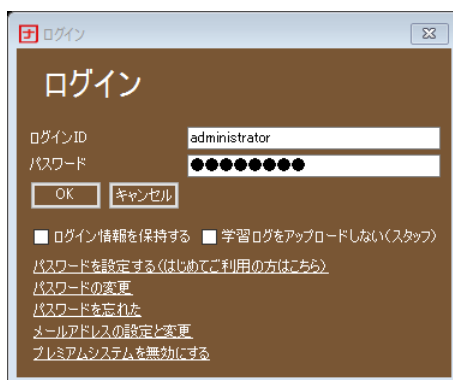 ナ ログイン
ログイン
ログインID administrator
パスワード ●●●●●●●●
OK キャンセル
ログイン情報を保持する 学習ログをアップロードしない(スタッフ)
パスワードを設定する(はじめてご利用の方はこちら)
パスワードの変更
パスワードを忘れた
メールアドレスの設定と変更
プレミアムシステムを無効にする